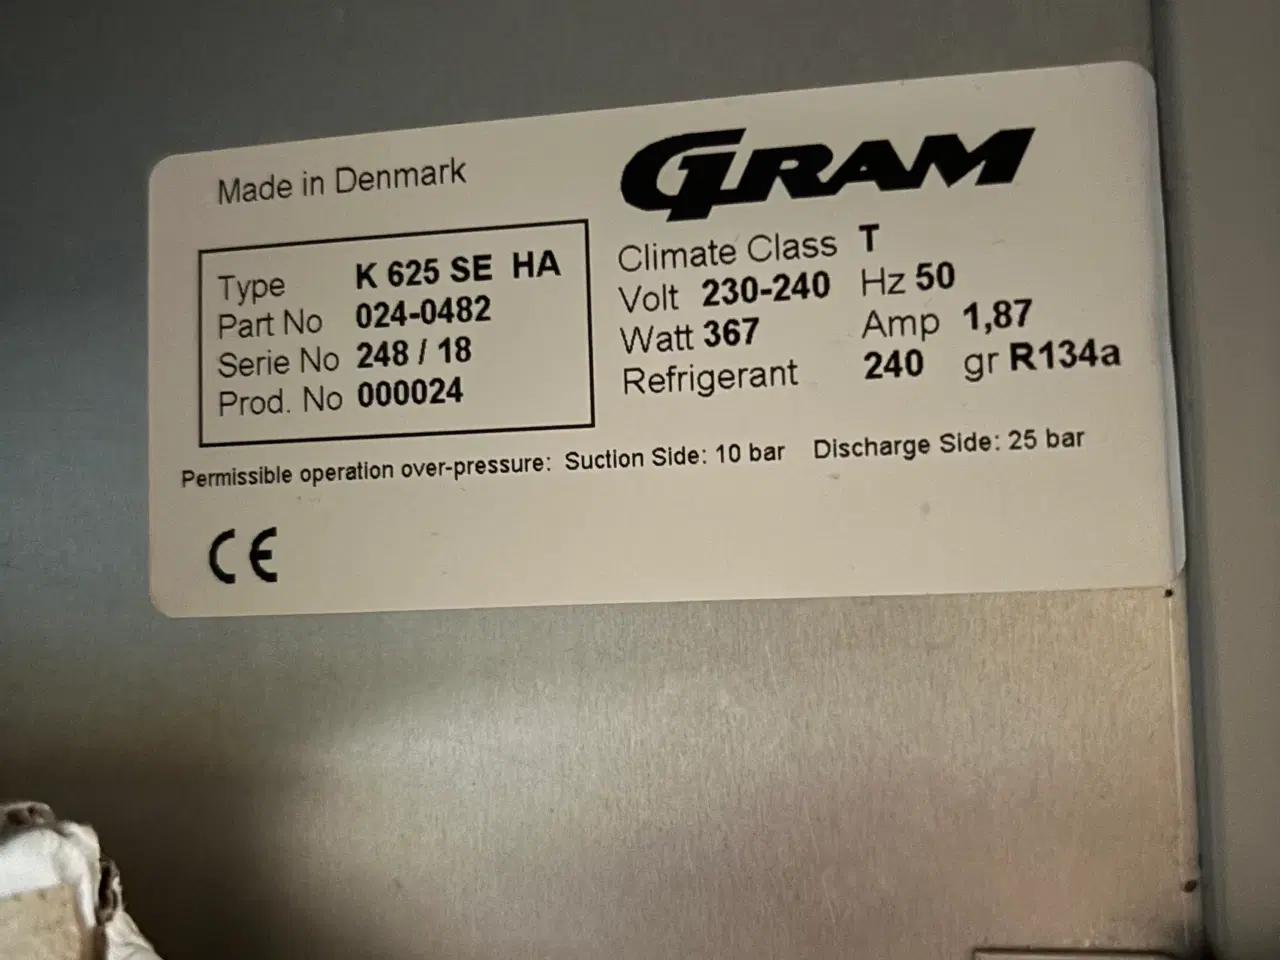 Made in Denmark
GRAM
Type K 625 SE HA
Part No 024-0482
Serie No 248 / 18
Prod. No 000024
Climate Class T
Volt 230-240 Hz 50
Watt 367 Amp 1,87
Refrigerant 240 gr R134a
Permissible operation over-pressure: Suction Side: 10 bar Discharge Side: 25 bar
CE